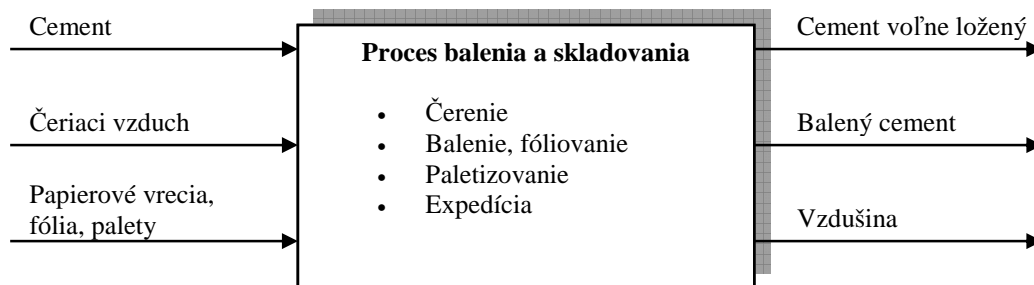 Cement
Čeriaci vzduch
Papierové vrecia,
fólia, palety
Proces balenia a skladovania
• Čerenie
• Balenie, fóliovanie
• Paletizovanie
• Expedícia
Cement voľne ložený
Balený cement
Vzdušina